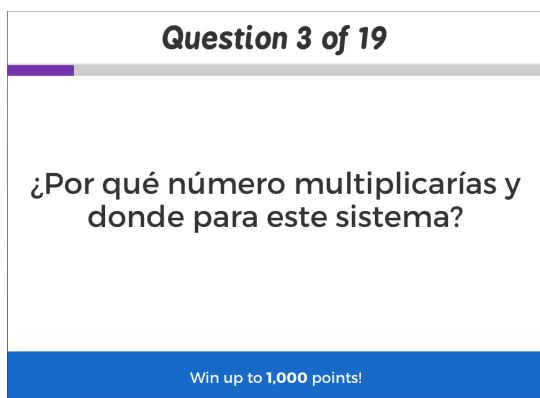 Question 3 of 19
¿Por qué número multiplicarías y
donde para este sistema?
Win up to 1,000 points!